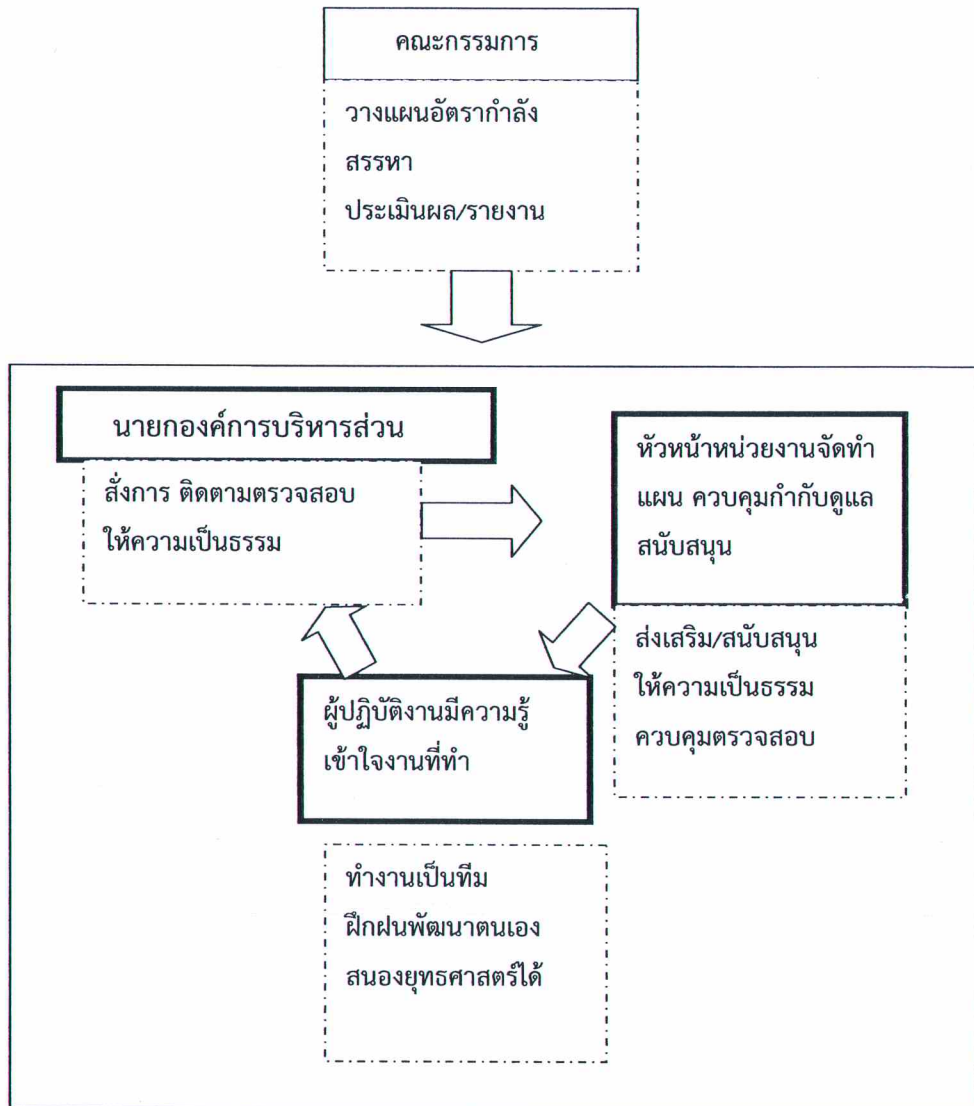 คณะกรรมการ
วางแผนอัตรากำลัง
สรรหา
ประเมินผล/รายงาน
นายกองค์การบริหารส่วน
สั่งการ ติดตามตรวจสอบ
ให้ความเป็นธรรม
หัวหน้าหน่วยงานจัดทำ
แผน ควบคุมกำกับดูแล
สนับสนุน
ส่งเสริม/สนับสนุน
ให้ความเป็นธรรม
ควบคุมตรวจสอบ
ผู้ปฏิบัติงานมีความรู้
เข้าใจงานที่ทำ
ทำงานเป็นทีม
ฝึกฝนพัฒนาตนเอง
สนองยุทธศาสตร์ได้